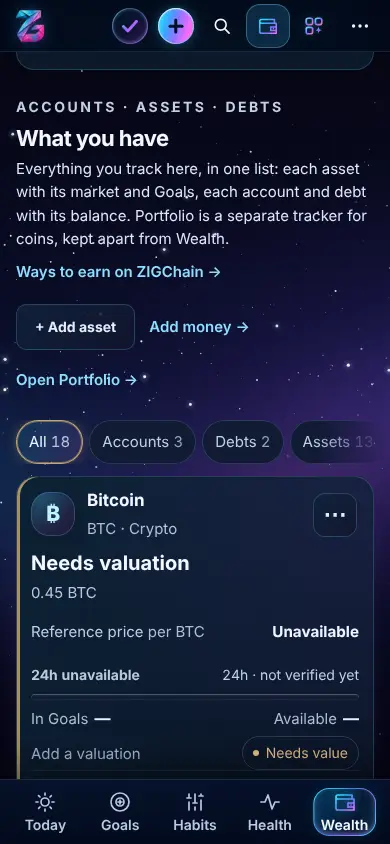 ACCOUNTS · ASSETS · DEBTS
What you have
Everything you track here, in one list: each asset
with its market and Goals, each account and debt
with its balance. Portfolio is a separate tracker for
coins, kept apart from Wealth.
Ways to earn on ZIGChain →
+ Add asset
Add money →
Open Portfolio →
All 18
Accounts 3
Debts 2
Assets 13
Bitcoin
BTC · Crypto
Needs valuation
0.45 BTC
Reference price per BTC
Unavailable
24h unavailable
24h · not verified yet
In Goals —
Available —
Add a valuation
Needs value
Today
Goals
Habits
Health
Wealth